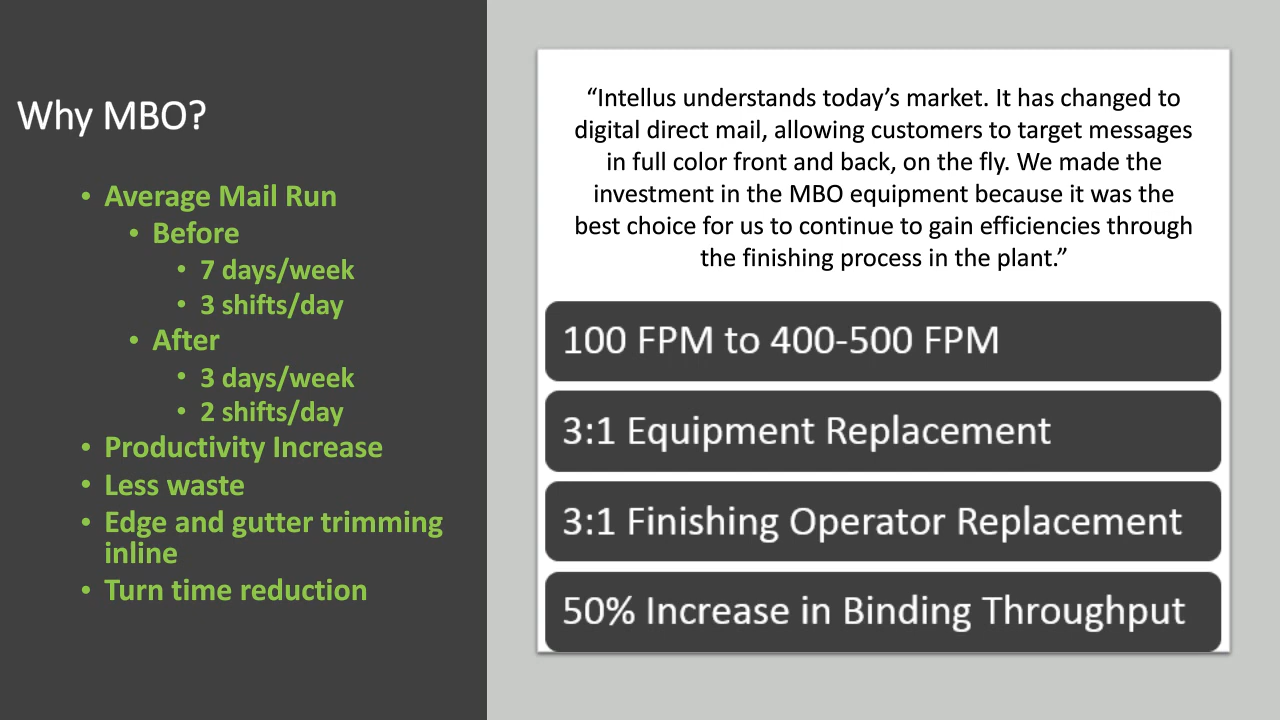 Why MBO?
• Average Mail Run
• Before
• 7 days/week
• 3 shifts/day
• After
• 3 days/week
• 2 shifts/day
• Productivity Increase
• Less waste
• Edge and gutter trimming
inline
• Turn time reduction
“Intellus understands today’s market. It has changed to
digital direct mail, allowing customers to target messages
in full color front and back, on the fly. We made the
investment in the MBO equipment because it was the
best choice for us to continue to gain efficiencies through
the finishing process in the plant.”
100 FPM to 400-500 FPM
3:1 Equipment Replacement
3:1 Finishing Operator Replacement
50% Increase in Binding Throughput